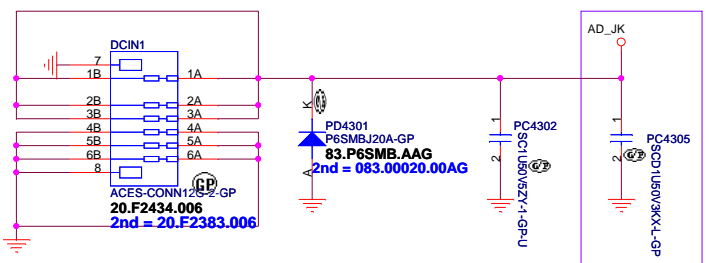 DCIN1
AD_JK
7
1B
1A
2B
2A
3B
3A
4B
4A
5B
5A
6B
6A
8
GP
ACES-CONN12G-2-GP
20.F2434.006
2nd = 20.F2383.006
K
A
PD4301
P6SMBJ20A-GP
83.P6SMB.AAG
2nd = 083.00020.00AG
1
2
PC4302
SC1U50V5ZY-1-GP-U
1
2
PC4305
SCD1U50V3KX-L-GP